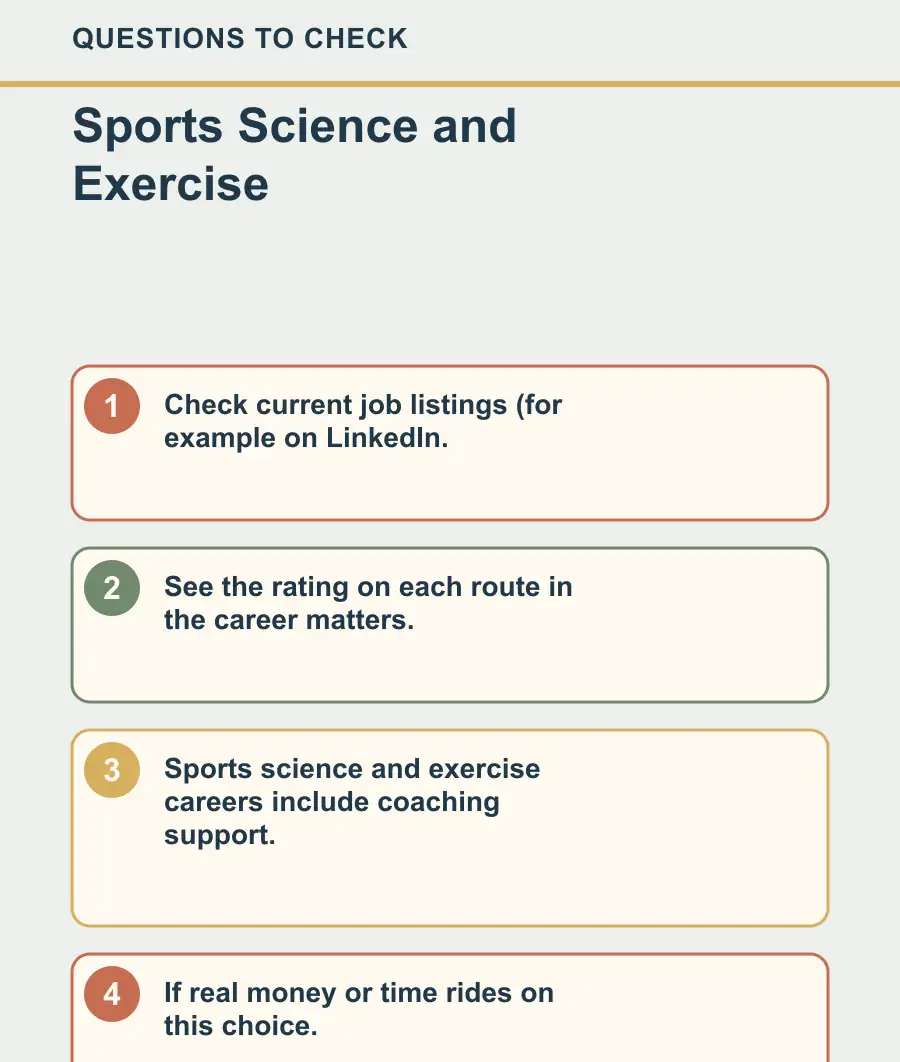 QUESTIONS TO CHECK
Sports Science and
Exercise
1
Check current job listings (for
example on LinkedIn.
2
See the rating on each route in
the career matters.
3
Sports science and exercise
careers include coaching
support.
4
If real money or time rides on
this choice.